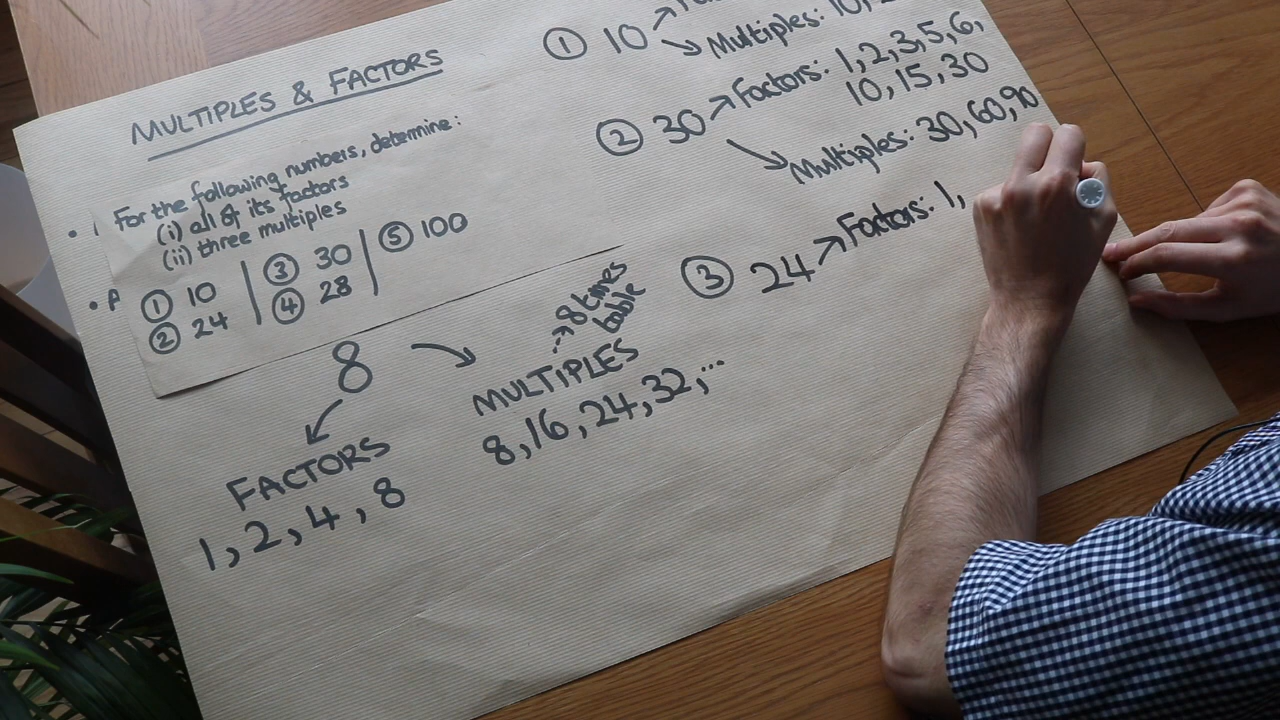 MULTIPLES & FACTORS
For the following numbers, determine:
(i) all of its factors
(ii) three multiples
① 10
② 24
③ 30
④ 28
⑤ 100
8
FACTORS
1, 2, 4, 8
→ 8 times
table
MULTIPLES
8, 16, 24, 32, ...
① 10
Multiples: 10,
② 30 → Factors: 1, 2, 3, 5, 6,
10, 15, 30
Multiples: 30, 60, 90
③ 24 → Factors: 1,